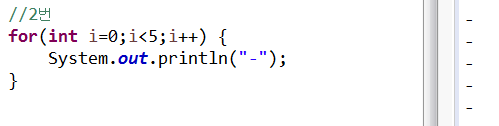 //2번
for(int i=0;i<5;i++) {
    System.out.println("-");
}
-
-
-
-
-